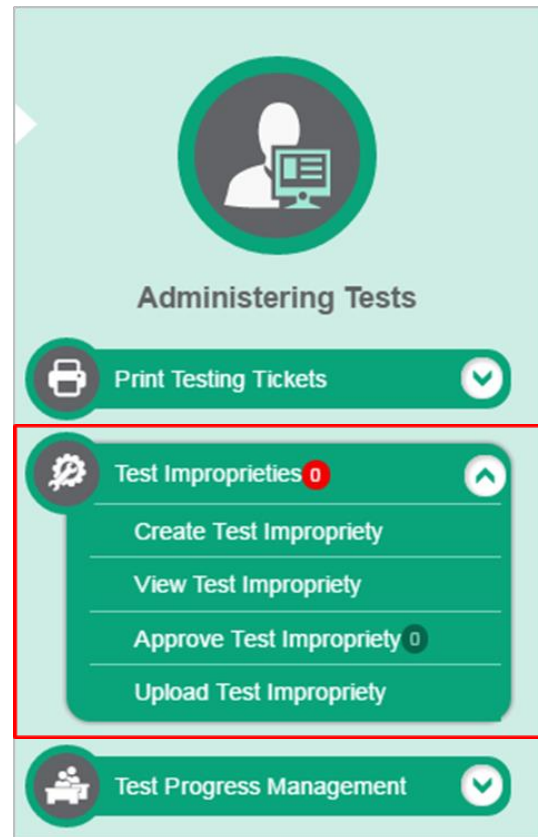 Administering Tests
Print Testing Tickets
Test Improprieties 0
Create Test Impropriety
View Test Impropriety
Approve Test Impropriety 0
Upload Test Impropriety
Test Progress Management